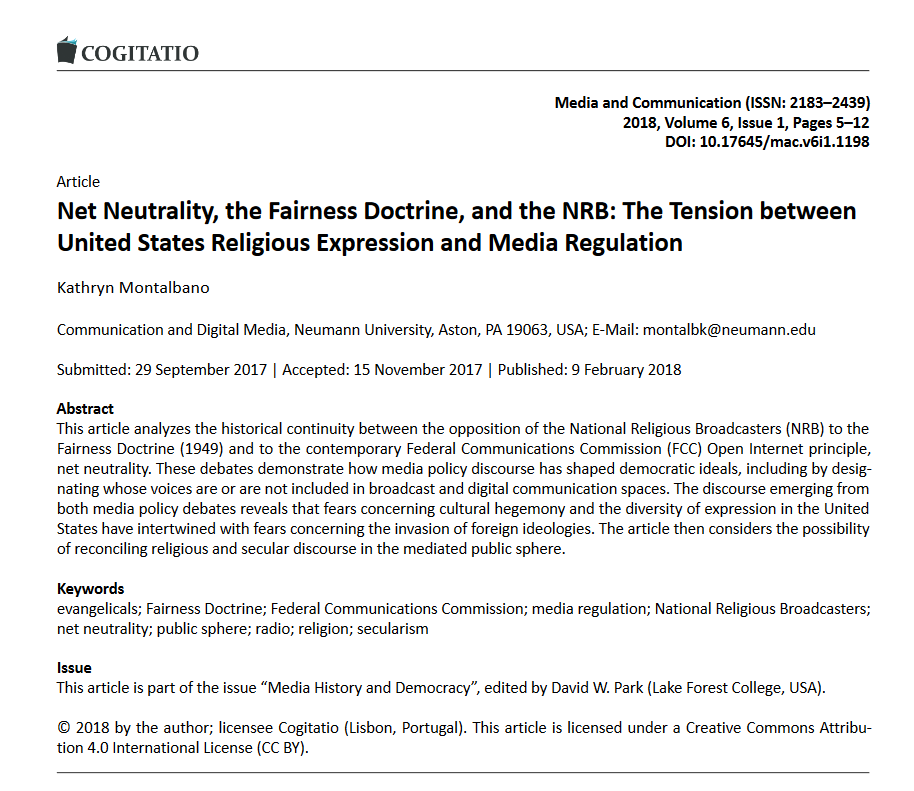 COGITATIO
Media and Communication (ISSN: 2183–2439)
2018, Volume 6, Issue 1, Pages 5–12
DOI: 10.17645/mac.v6i1.1198
Article
Net Neutrality, the Fairness Doctrine, and the NRB: The Tension between
United States Religious Expression and Media Regulation
Kathryn Montalbano
Communication and Digital Media, Neumann University, Aston, PA 19063, USA; E-Mail: montalbk@neumann.edu
Submitted: 29 September 2017 | Accepted: 15 November 2017 | Published: 9 February 2018
Abstract
This article analyzes the historical continuity between the opposition of the National Religious Broadcasters (NRB) to the
Fairness Doctrine (1949) and to the contemporary Federal Communications Commission (FCC) Open Internet principle,
net neutrality. These debates demonstrate how media policy discourse has shaped democratic ideals, including by desig-
nating whose voices are or are not included in broadcast and digital communication spaces. The discourse emerging from
both media policy debates reveals that fears concerning cultural hegemony and the diversity of expression in the United
States have intertwined with fears concerning the invasion of foreign ideologies. The article then considers the possibility
of reconciling religious and secular discourse in the mediated public sphere.
Keywords
evangelicals; Fairness Doctrine; Federal Communications Commission; media regulation; National Religious Broadcasters;
net neutrality; public sphere; radio; religion; secularism
Issue
This article is part of the issue “Media History and Democracy”, edited by David W. Park (Lake Forest College, USA).
© 2018 by the author; licensee Cogitatio (Lisbon, Portugal). This article is licensed under a Creative Commons Attribu-
tion 4.0 International License (CC BY).